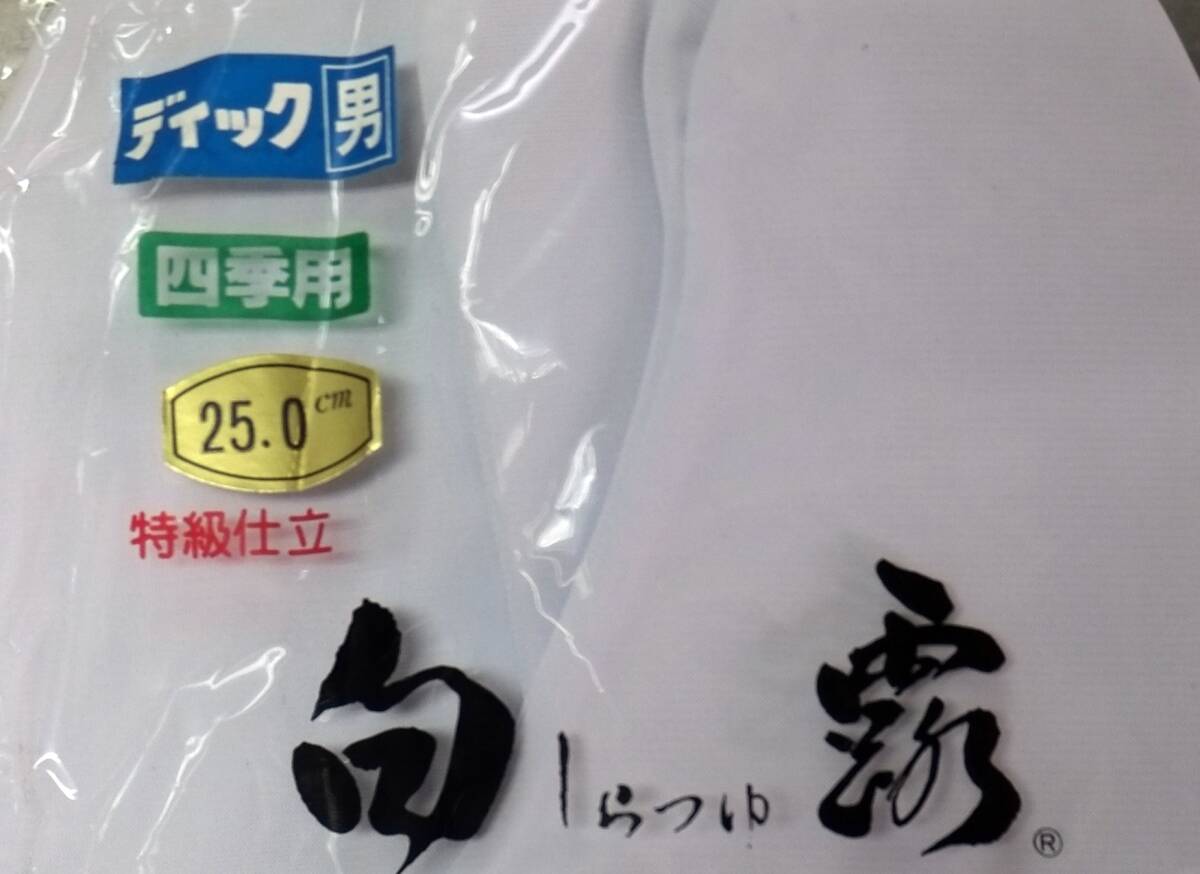 ディック 男
四季用
25.0cm
特級仕立
白露
しらつゆ
®